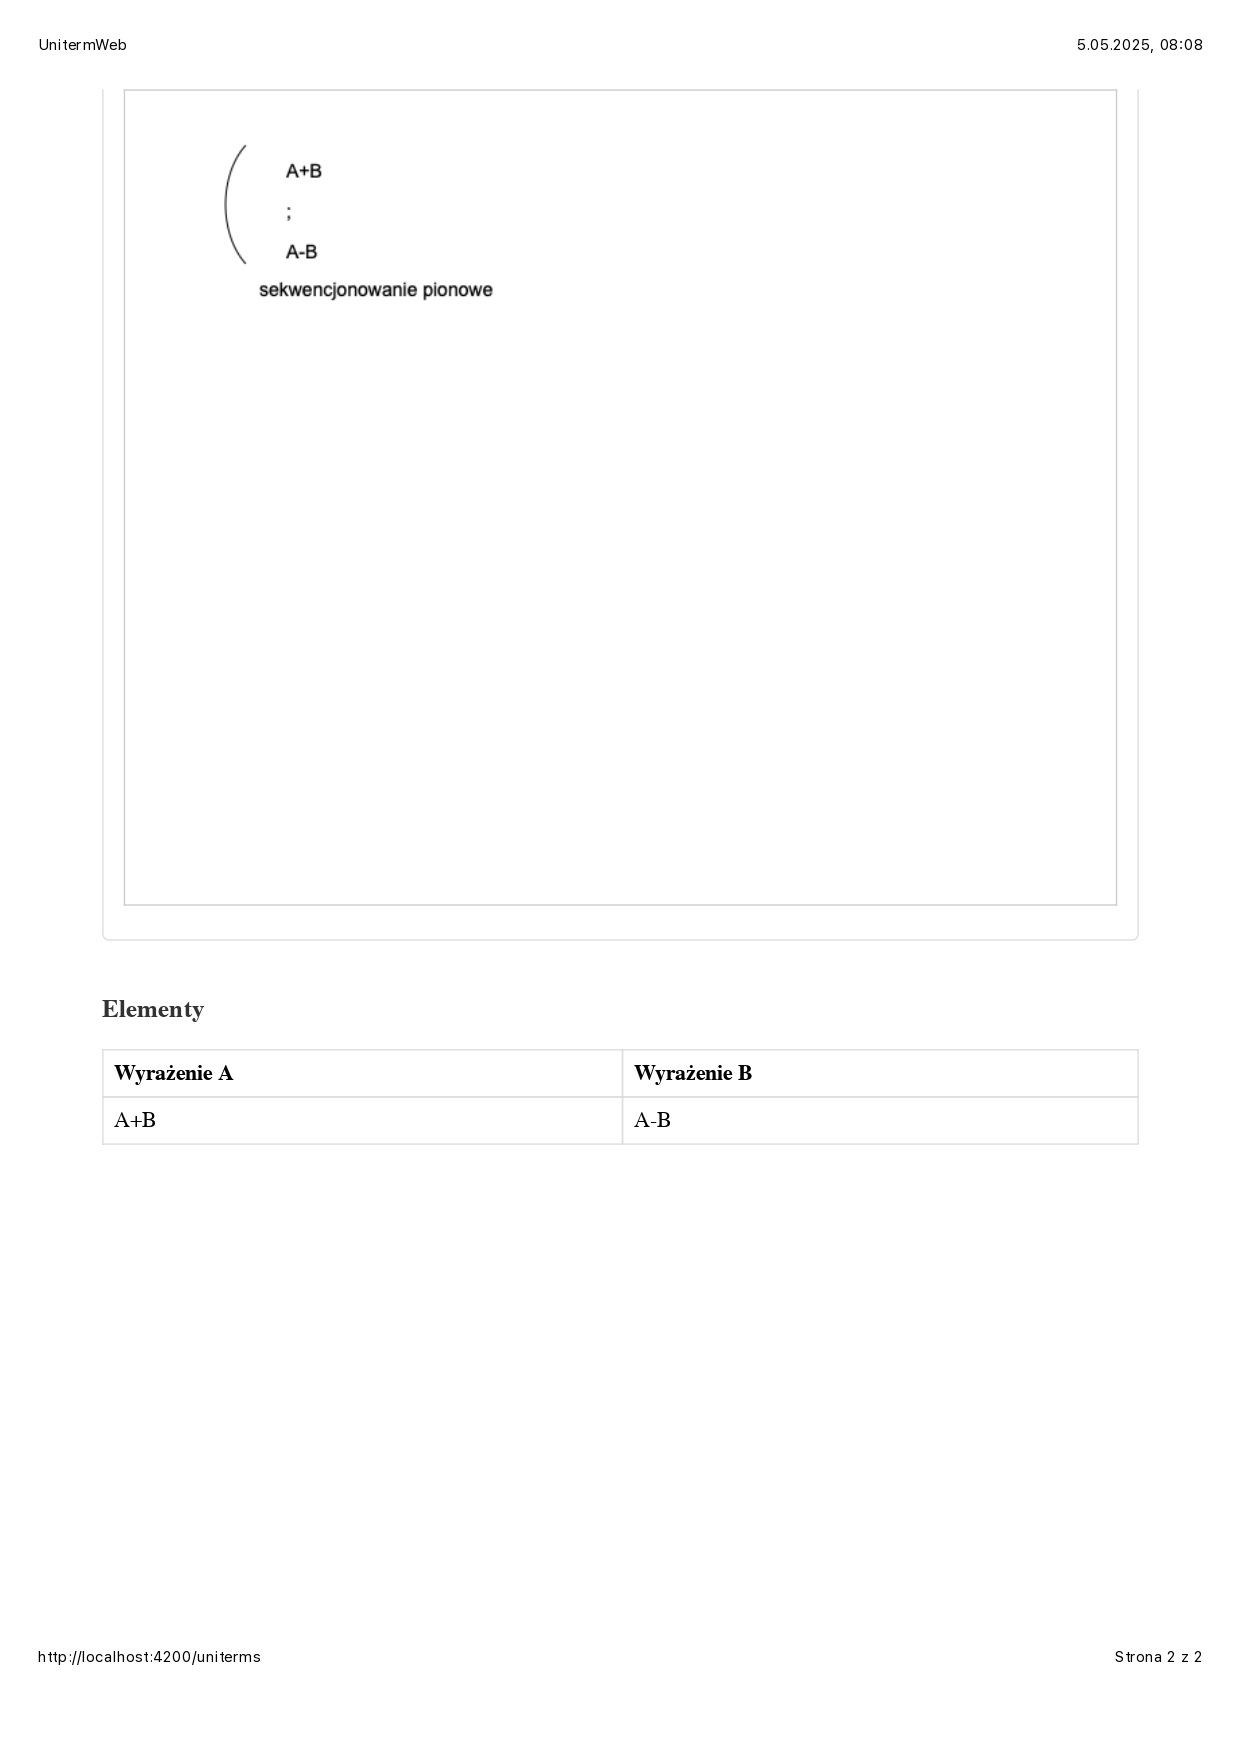 UnitermWeb 5.05.2025, 08:08
A+B
;
A-B
sekwencjonowanie pionowe
Elementy
Wyrażenie A Wyrażenie B
A+B A-B
http://localhost:4200/uniterms Strona 2 z 2